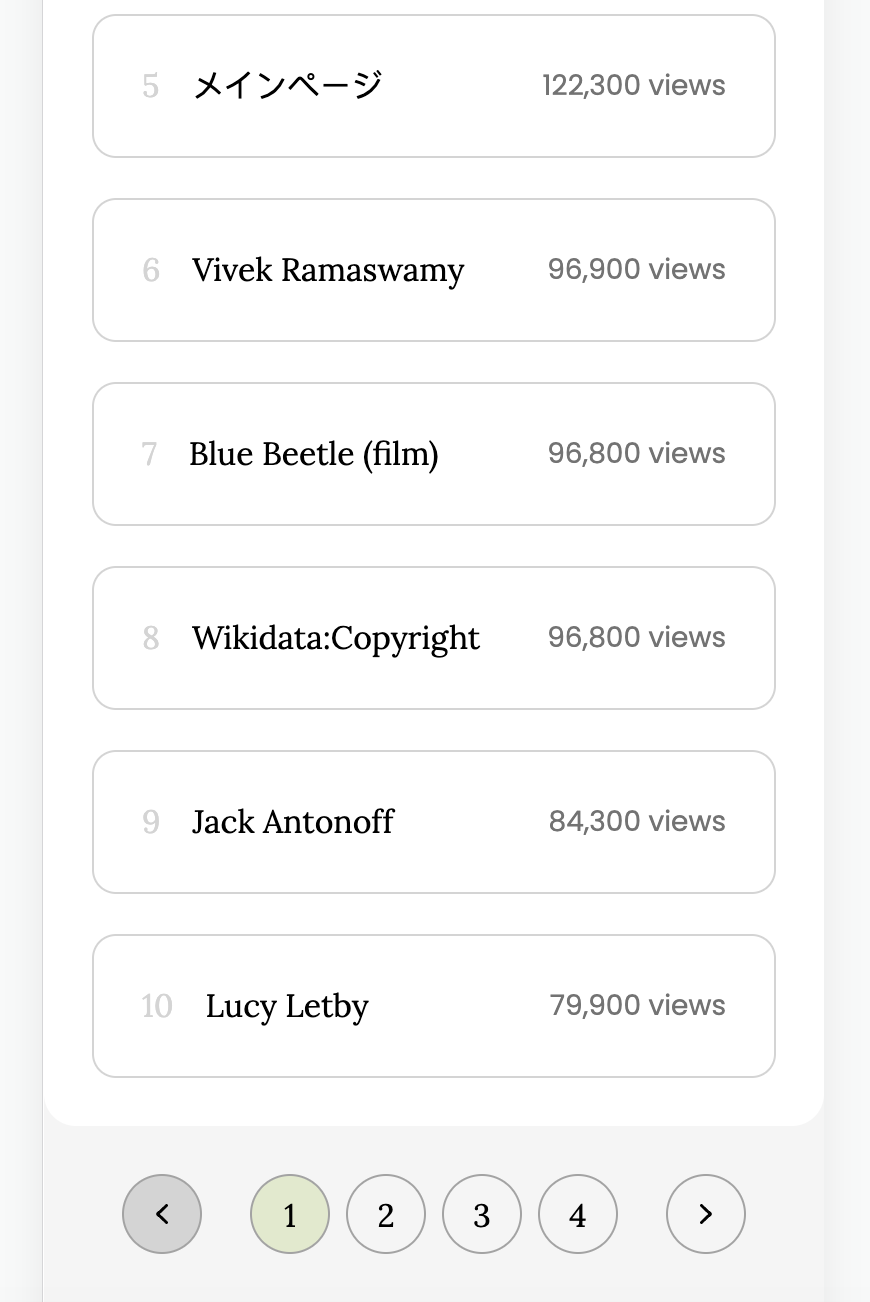 5 メインページ 122,300 views
6 Vivek Ramaswamy 96,900 views
7 Blue Beetle (film) 96,800 views
8 Wikidata:Copyright 96,800 views
9 Jack Antonoff 84,300 views
10 Lucy Letby 79,900 views
< 1 2 3 4 >